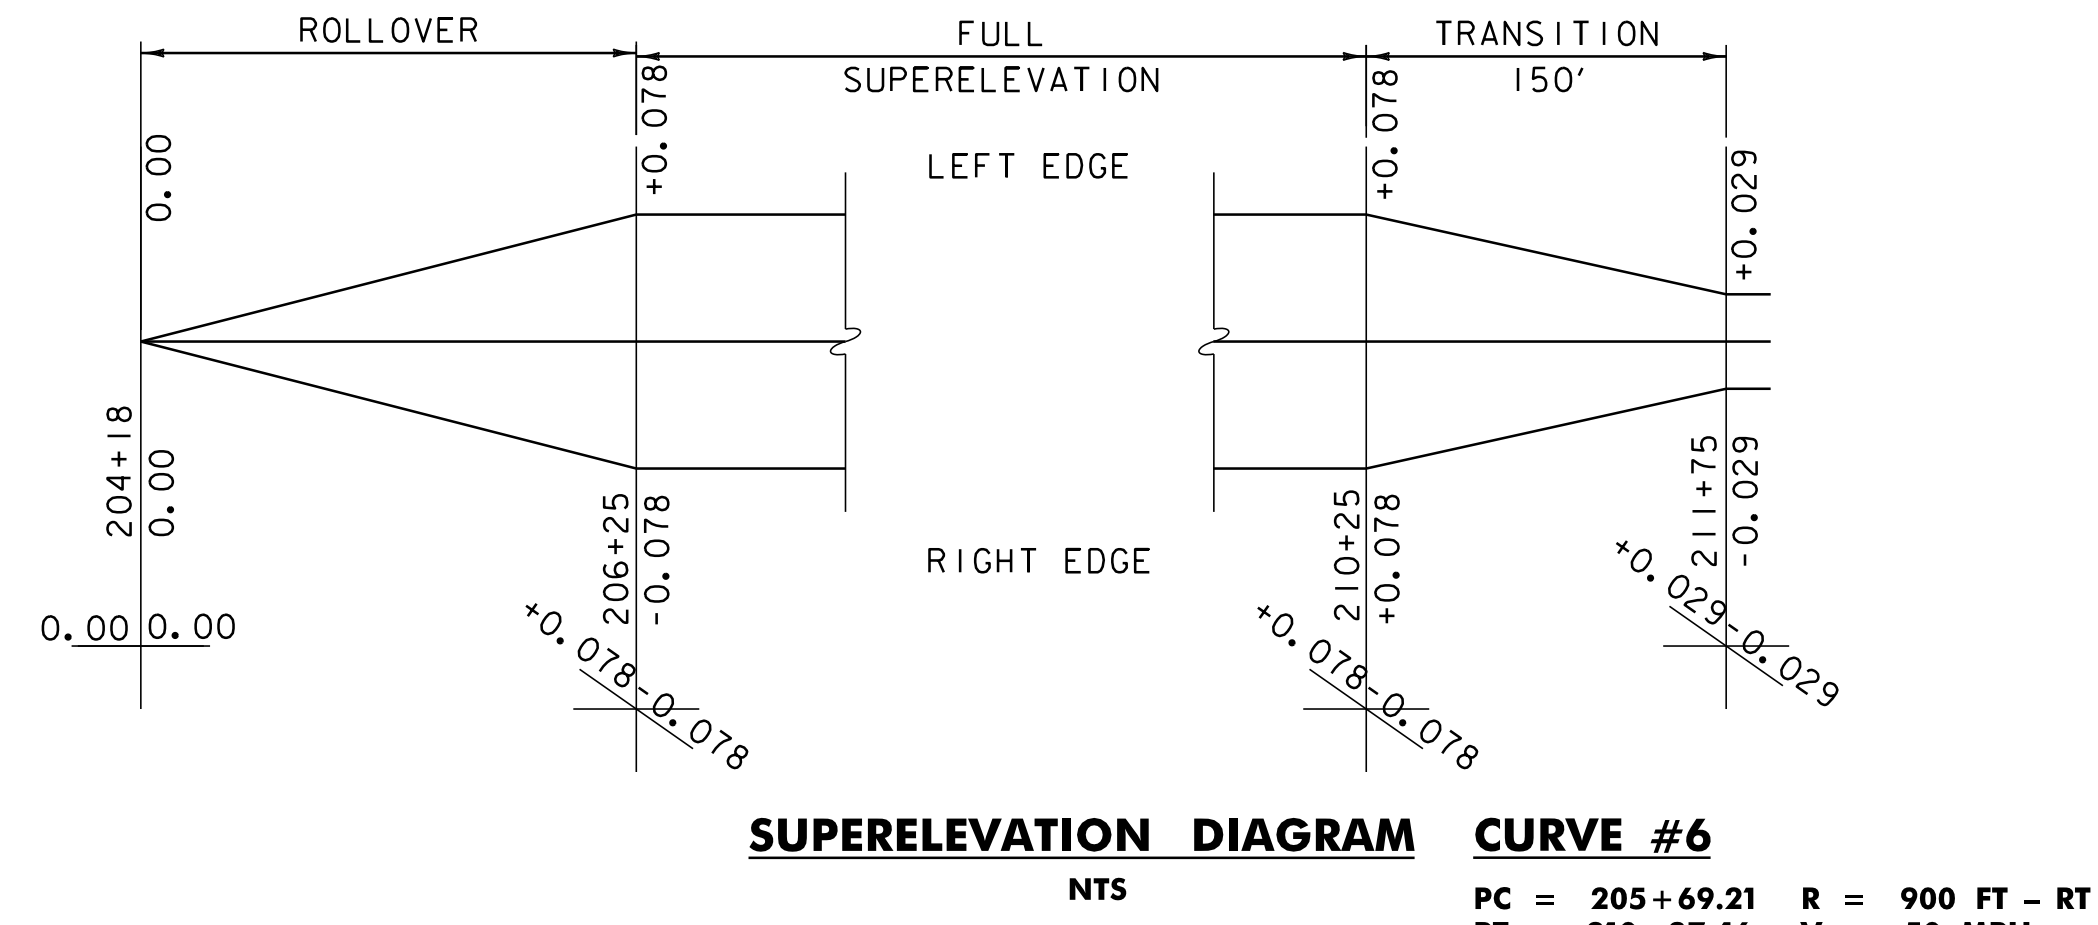 ROLLOVER
FULL
SUPERELEVATION
TRANSITION
150'
0.00
+0.078
+0.078
+0.029
LEFT EDGE
204+18
0.00
206+25
-0.078
RIGHT EDGE
210+25
+0.078
211+75
-0.029
0.00 0.00
+0.078-0.078
+0.078-0.078
+0.029-0.029
SUPERELEVATION DIAGRAM
NTS
CURVE #6
PC = 205+69.21 R = 900 FT – RT